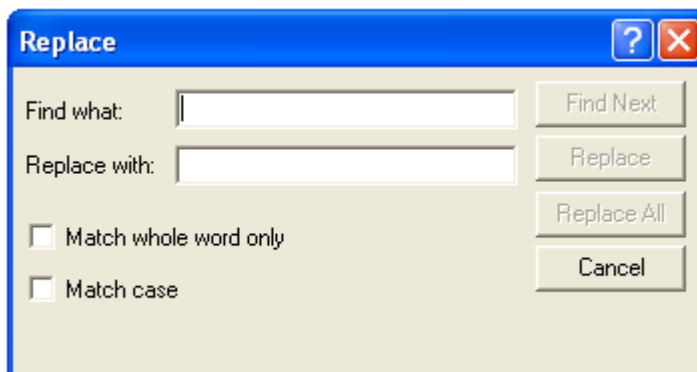 Replace
Find what:
Find Next
Replace with:
Replace
Replace All
Match whole word only
Cancel
Match case